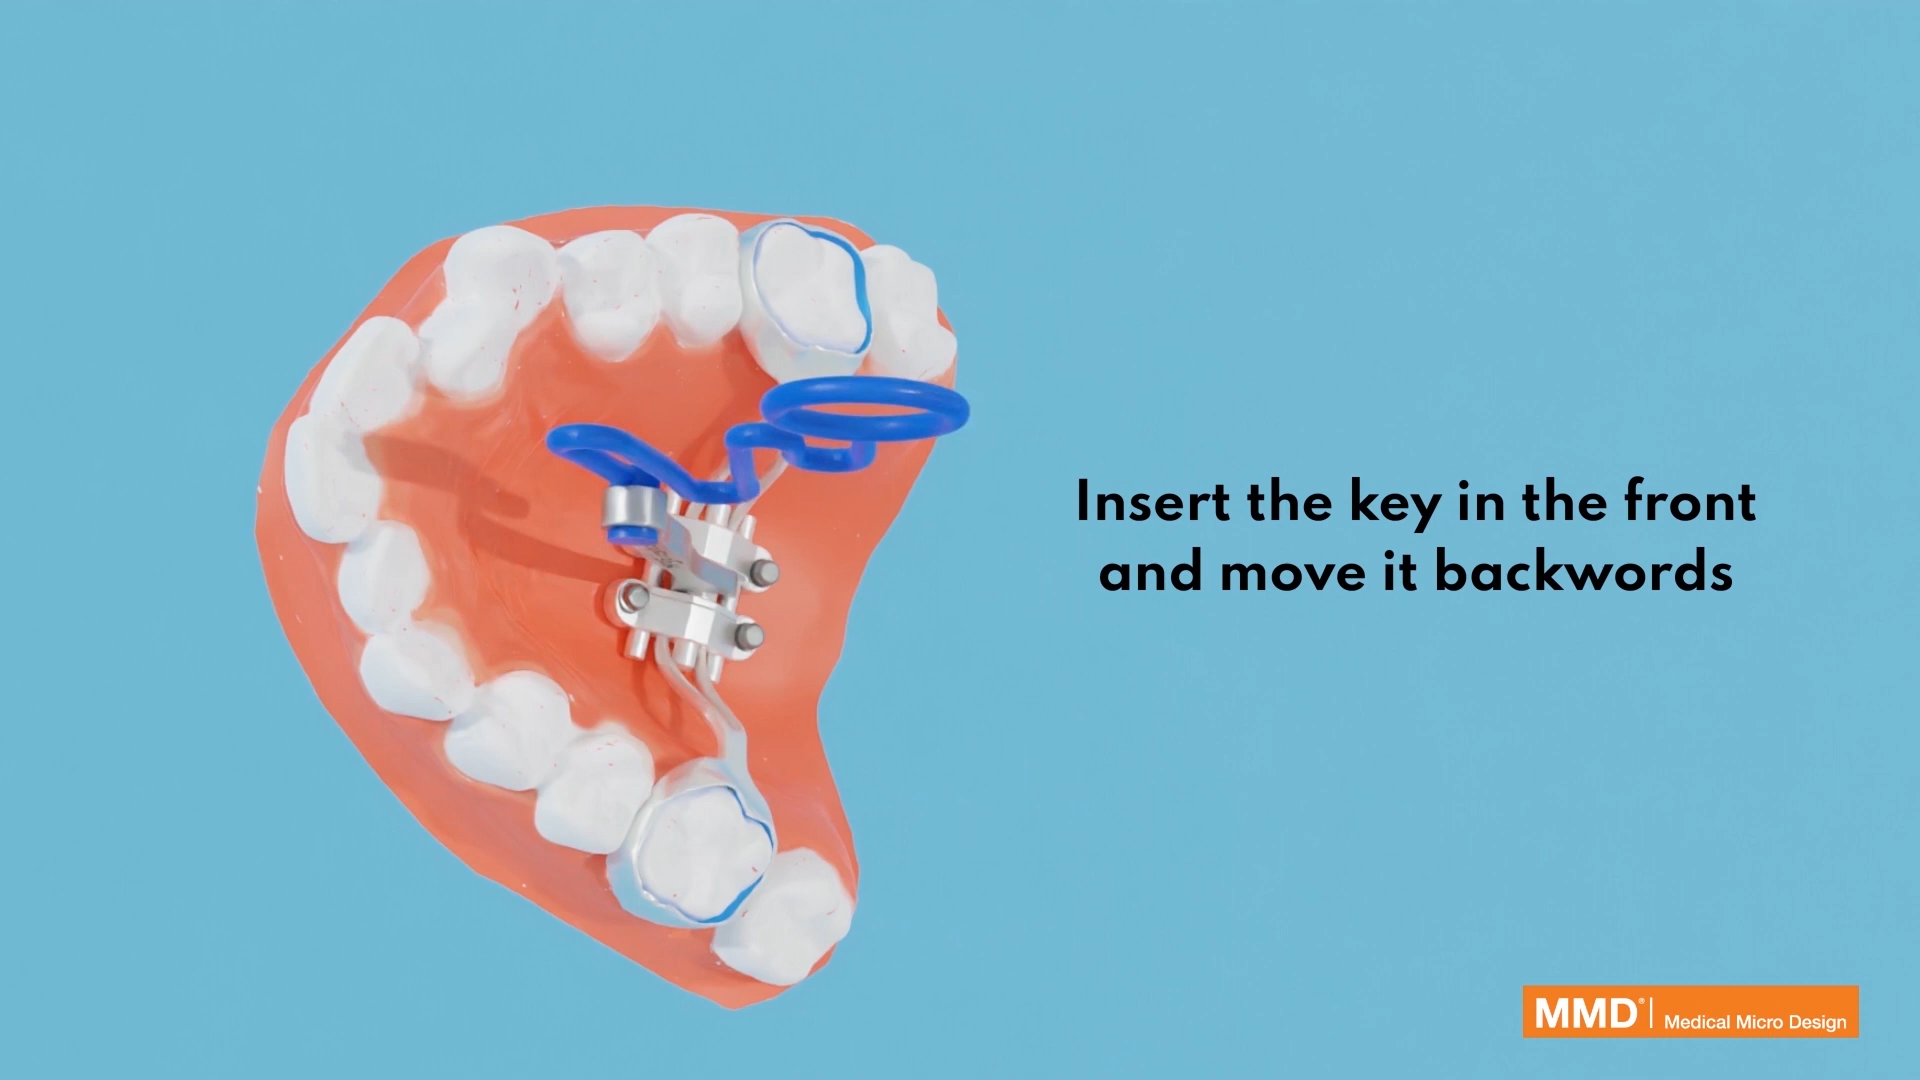 Insert the key in the front
and move it backwords
MMD® | Medical Micro Design